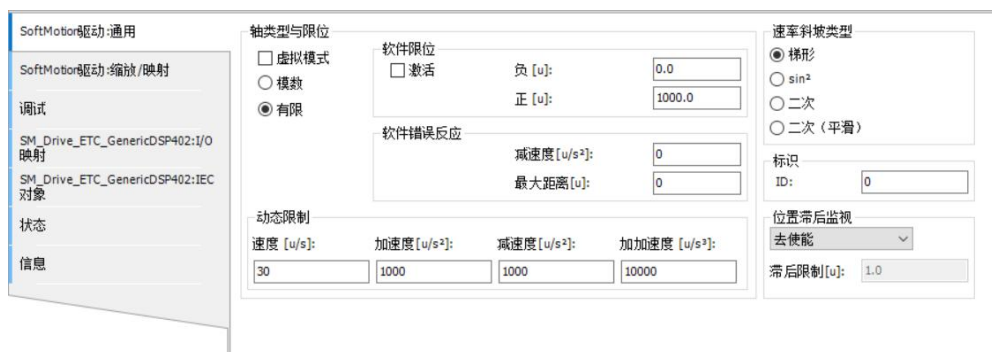 SoftMotion驱动:通用
SoftMotion驱动:缩放/映射
调试
SM_Drive_ETC_GenericDSP402:I/O
映射
SM_Drive_ETC_GenericDSP402:IEC
对象
状态
信息
轴类型与限位
虚拟模式
模数
有限
软件限位
激活
负 [u]: 0.0
正 [u]: 1000.0
软件错误反应
减速度[u/s²]: 0
最大距离[u]: 0
动态限制
速度 [u/s]: 加速度[u/s²]: 减速度[u/s²]: 加加速度 [u/s³]:
30 1000 1000 10000
速率斜坡类型
梯形
sin²
二次
二次（平滑）
标识
ID: 0
位置滞后监视
去使能
滞后限制[u]: 1.0